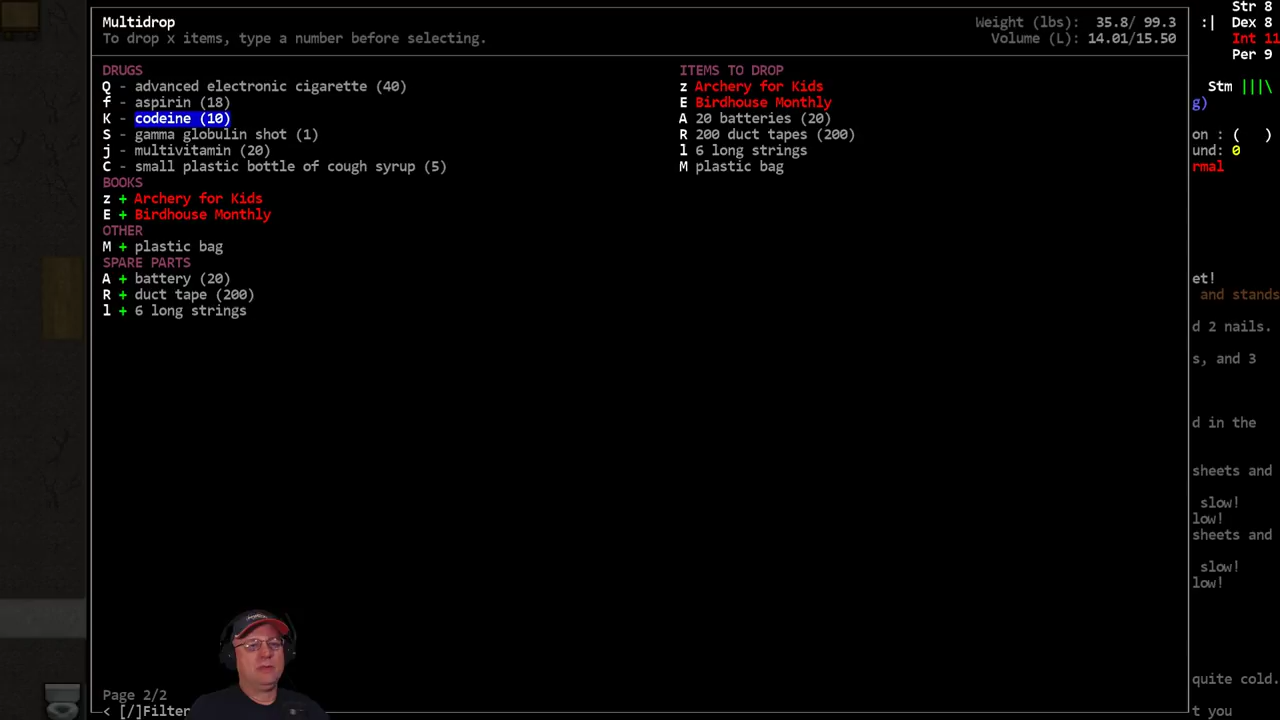 Multidrop
To drop x items, type a number before selecting.
Weight (lbs): 35.8/ 99.3
Volume (L): 14.01/15.50
DRUGS
Q - advanced electronic cigarette (40)
f - aspirin (18)
K - codeine (10)
S - gamma globulin shot (1)
j - multivitamin (20)
C - small plastic bottle of cough syrup (5)
BOOKS
z + Archery for Kids
E + Birdhouse Monthly
OTHER
M + plastic bag
SPARE PARTS
A + battery (20)
R + duct tape (200)
l + 6 long strings
ITEMS TO DROP
z Archery for Kids
E Birdhouse Monthly
A 20 batteries (20)
R 200 duct tapes (200)
l 6 long strings
M plastic bag
Page 2/2
< [/]Filter
Str 8
:| Dex 8
Int 11
Per 9
Stm |||\
g)
on : ( )
und: 0
rmal
et!
and stands
d 2 nails.
s, and 3
d in the
sheets and
slow!
low!
sheets and
slow!
low!
quite cold.
t you